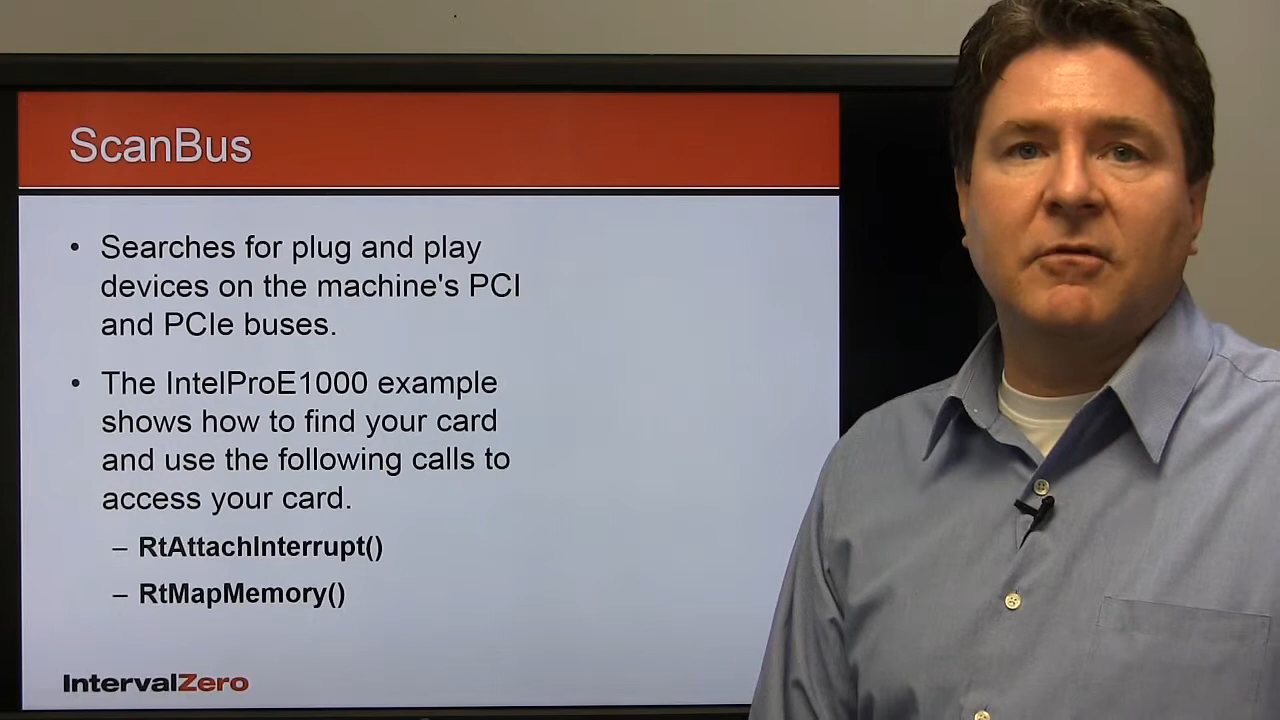 ScanBus
• Searches for plug and play
devices on the machine's PCI
and PCIe buses.
• The IntelProE1000 example
shows how to find your card
and use the following calls to
access your card.
– RtAttachInterrupt()
– RtMapMemory()
IntervalZero